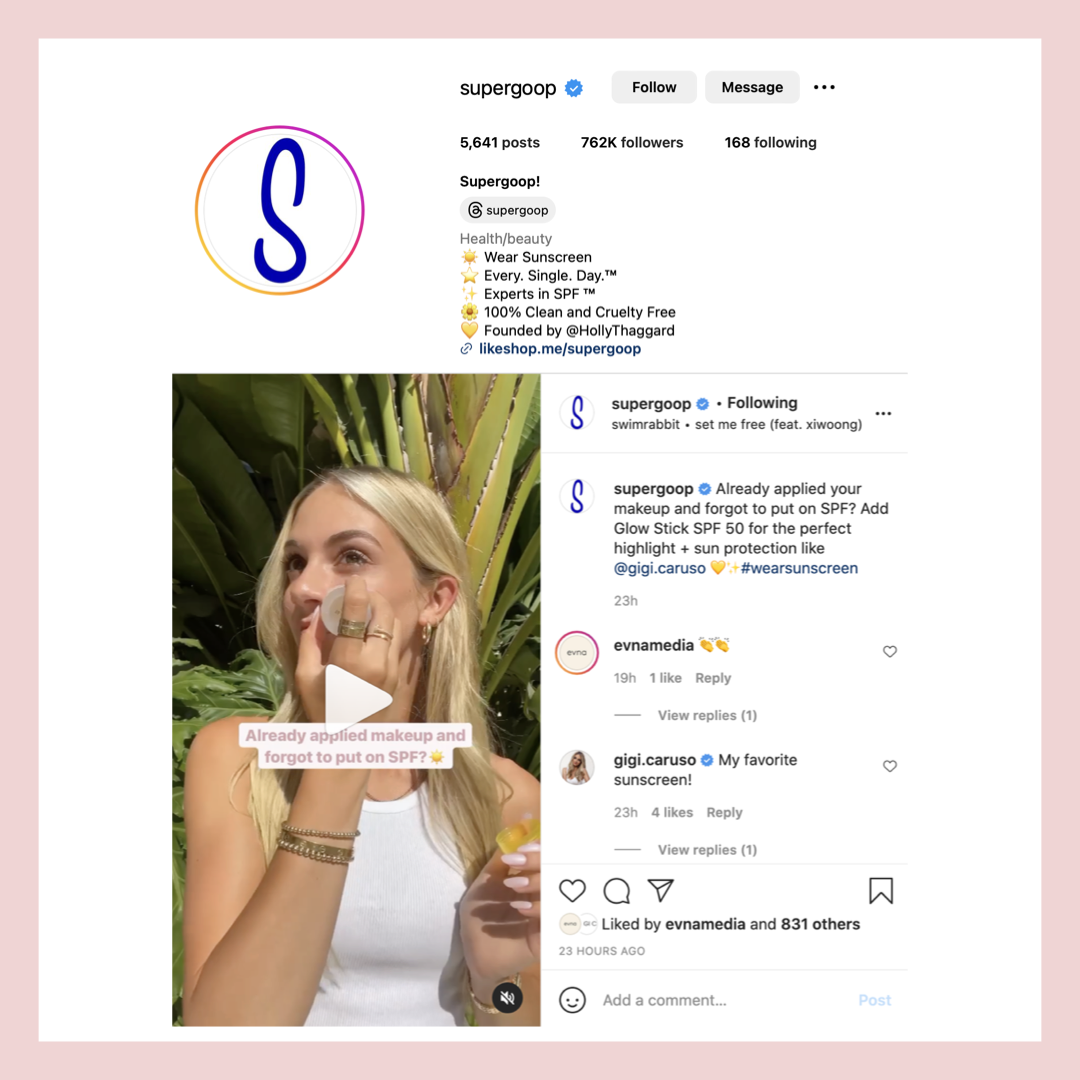 supergoop
Follow
Message
5,641 posts
762K followers
168 following
Supergoop!
supergoop
Health/beauty
☀️ Wear Sunscreen
⭐ Every. Single. Day.™
✨ Experts in SPF ™
🌼 100% Clean and Cruelty Free
💛 Founded by @HollyThaggard
likeshop.me/supergoop
S
Already applied makeup and
forgot to put on SPF?☀️
supergoop • Following
swimrabbit • set me free (feat. xiwoong)
supergoop Already applied your
makeup and forgot to put on SPF? Add
Glow Stick SPF 50 for the perfect
highlight + sun protection like
@gigi.caruso 💛✨#wearsunscreen
23h
evna
evnamedia 👏👏
19h 1 like Reply
View replies (1)
gigi.caruso My favorite
sunscreen!
23h 4 likes Reply
View replies (1)
Liked by evnamedia and 831 others
23 HOURS AGO
Add a comment...
Post